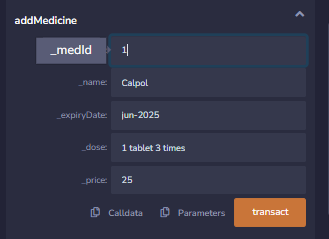 addMedicine
_medId
1
_name: Calpol
_expiryDate: jun-2025
_dose: 1 tablet 3 times
_price: 25
Calldata Parameters transact